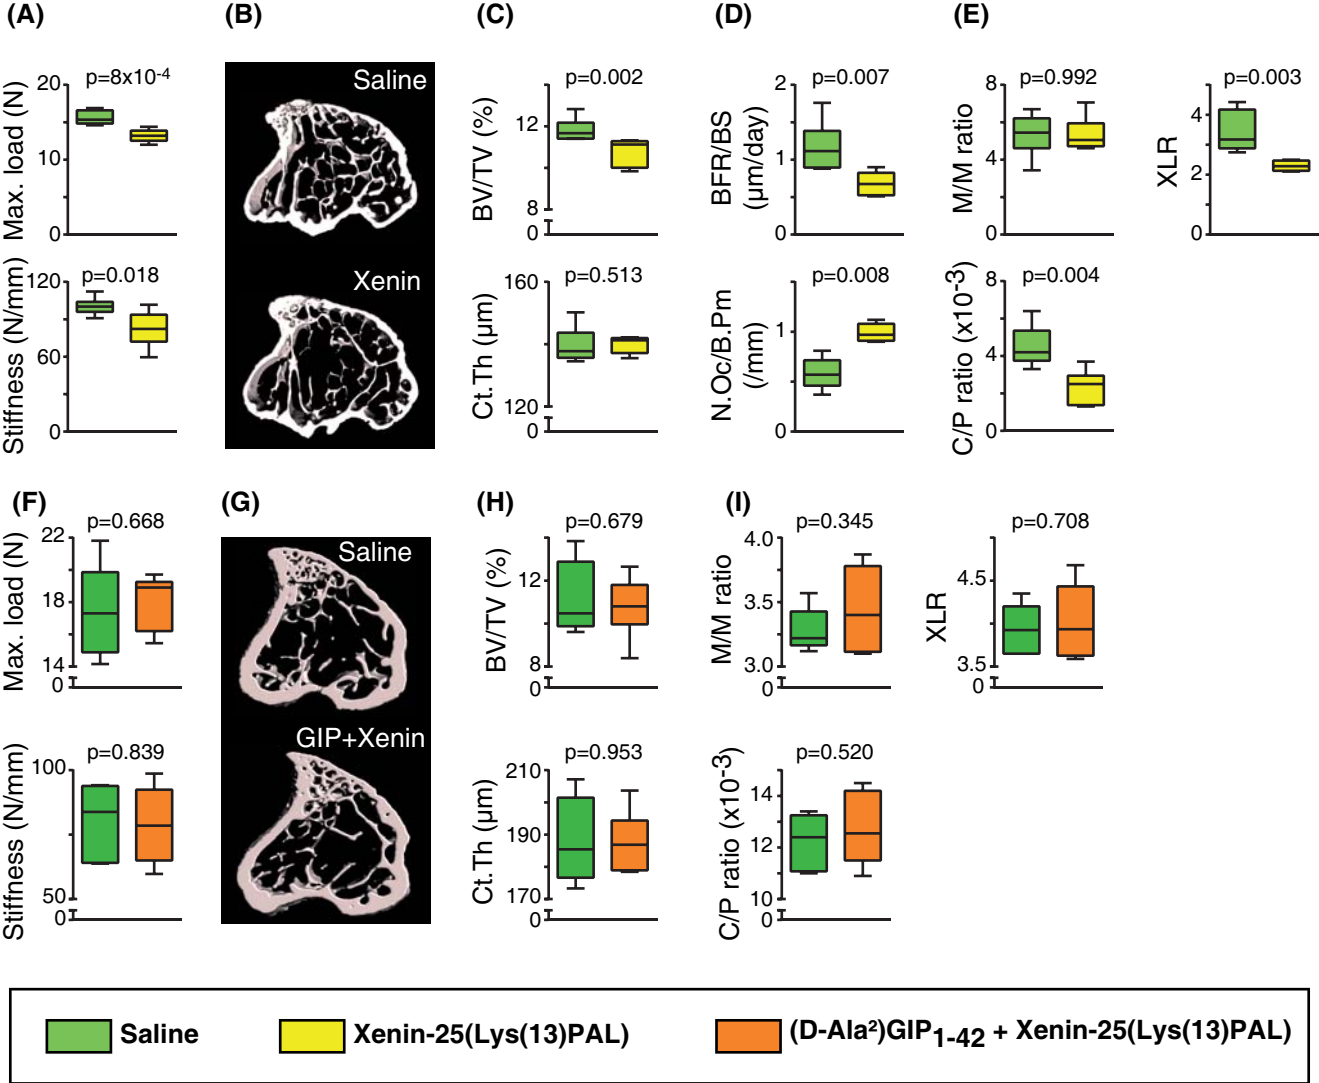 (A)
(B)
(C)
(D)
(E)
p=8x10-4
Max. load (N)
20
10
0
p=0.018
Stiffness (N/mm)
120
60
0
Saline
Xenin
p=0.002
BV/TV (%)
12
8
0
p=0.513
Ct.Th (µm)
160
120
0
p=0.007
BFR/BS
(µm/day)
2
1
0
p=0.008
N.Oc/B.Pm
(/mm)
1
0
p=0.992
M/M ratio
8
4
0
p=0.003
XLR
4
2
0
p=0.004
C/P ratio (x10-3)
8
4
0
(F)
(G)
(H)
(I)
p=0.668
Max. load (N)
22
18
14
0
p=0.839
Stiffness (N/mm)
100
50
0
Saline
GIP+Xenin
p=0.679
BV/TV (%)
12
8
0
p=0.953
Ct.Th (µm)
210
190
170
0
p=0.345
M/M ratio
4.0
3.5
3.0
0
p=0.708
XLR
4.5
3.5
0
p=0.520
C/P ratio (x10-3)
14
12
10
0
Saline
Xenin-25(Lys(13)PAL)
(D-Ala²)GIP1-42 + Xenin-25(Lys(13)PAL)